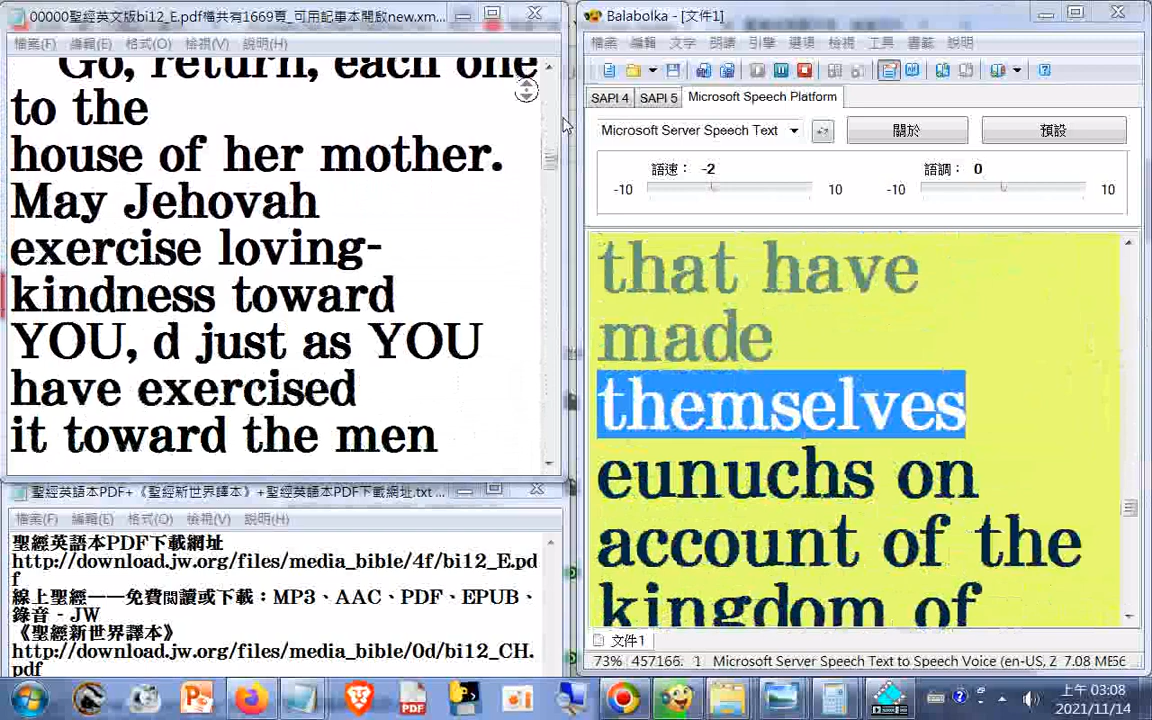 00000聖經英文版bi12_E.pdf檔共有1669頁_可用記事本開啟new.xm...
檔案(F) 編輯(E) 格式(O) 檢視(V) 說明(H)
Go, return, each one
to the
house of her mother.
May Jehovah
exercise loving-
kindness toward
YOU, d just as YOU
have exercised
it toward the men
聖經英語本PDF+《聖經新世界譯本》+聖經英語本PDF下載網址.txt ...
檔案(F) 編輯(E) 格式(O) 檢視(V) 說明(H)
聖經英語本PDF下載網址
http://download.jw.org/files/media_bible/4f/bi12_E.pd
f
線上聖經——免費閱讀或下載：MP3、AAC、PDF、EPUB、
錄音 - JW
《聖經新世界譯本》
http://download.jw.org/files/media_bible/0d/bi12_CH.
pdf
Balabolka - [文件1]
檔案 編輯 文字 朗讀 引擎 選項 檢視 工具 書籤 說明
SAPI 4 SAPI 5 Microsoft Speech Platform
Microsoft Server Speech Text 關於 預設
語速： -2 語調： 0
-10 10 -10 10
that have
made
themselves
eunuchs on
account of the
kingdom of
文件1
73% 457166. 1 Microsoft Server Speech Text to Speech Voice (en-US, Z 7.08 ME56
上午 03:08
2021/11/14